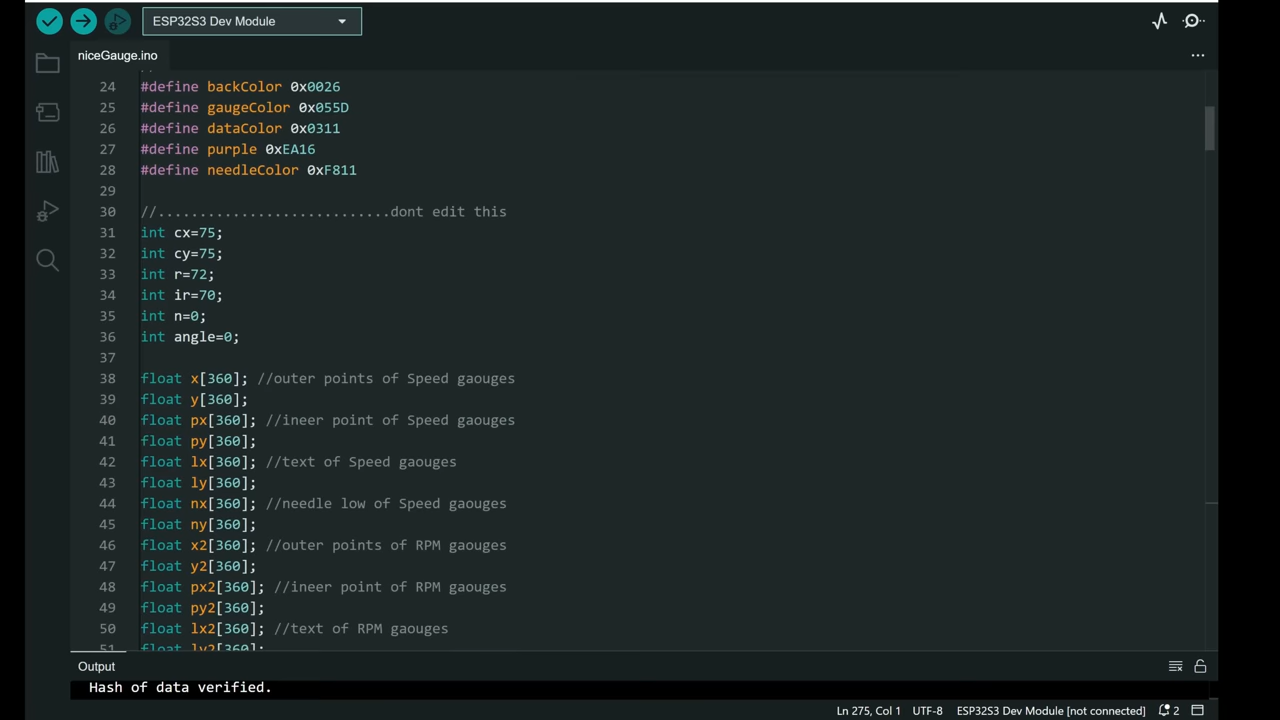 ESP32S3 Dev Module
niceGauge.ino
24 #define backColor 0x0026
25 #define gaugeColor 0x055D
26 #define dataColor 0x0311
27 #define purple 0xEA16
28 #define needleColor 0xF811
29
30 //............................dont edit this
31 int cx=75;
32 int cy=75;
33 int r=72;
34 int ir=70;
35 int n=0;
36 int angle=0;
37
38 float x[360]; //outer points of Speed gaouges
39 float y[360];
40 float px[360]; //ineer point of Speed gaouges
41 float py[360];
42 float lx[360]; //text of Speed gaouges
43 float ly[360];
44 float nx[360]; //needle low of Speed gaouges
45 float ny[360];
46 float x2[360]; //outer points of RPM gaouges
47 float y2[360];
48 float px2[360]; //ineer point of RPM gaouges
49 float py2[360];
50 float lx2[360]; //text of RPM gaouges
51 float ly2[360];
Output
Hash of data verified.
Ln 275, Col 1 UTF-8 ESP32S3 Dev Module [not connected] 2